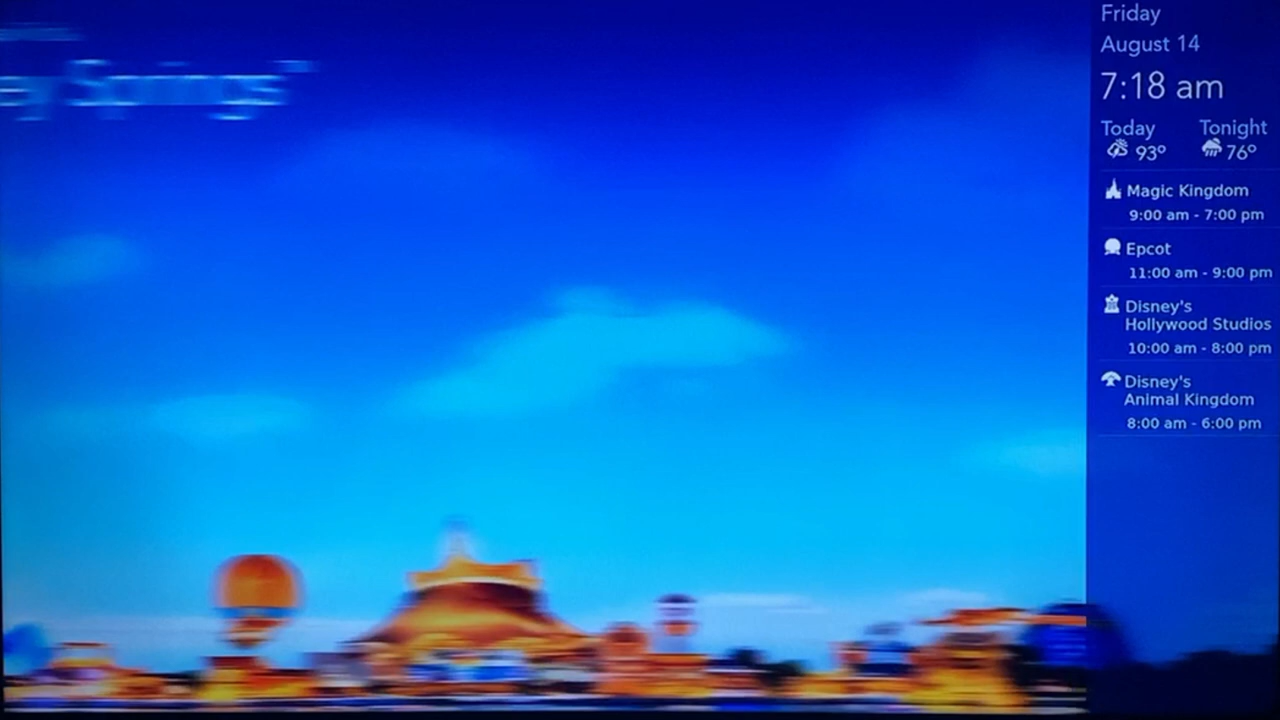 ey Springs
Friday
August 14
7:18 am
Today Tonight
93° 76°
Magic Kingdom
9:00 am - 7:00 pm
Epcot
11:00 am - 9:00 pm
Disney's
Hollywood Studios
10:00 am - 8:00 pm
Disney's
Animal Kingdom
8:00 am - 6:00 pm